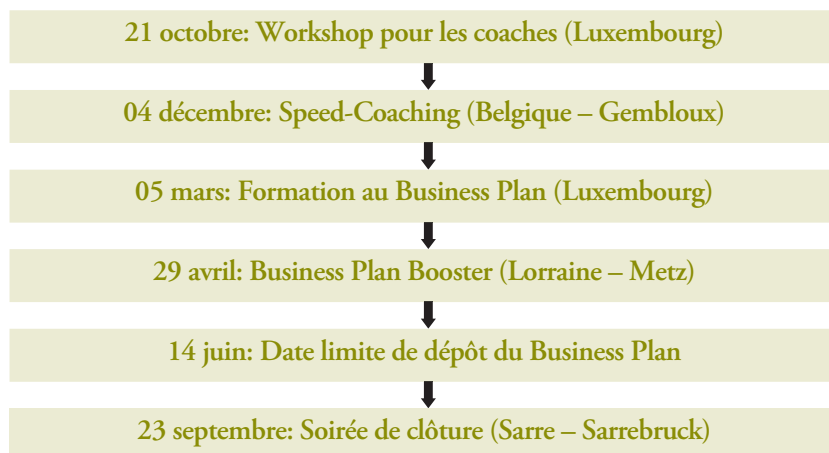 21 octobre: Workshop pour les coaches (Luxembourg)
04 décembre: Speed-Coaching (Belgique – Gembloux)
05 mars: Formation au Business Plan (Luxembourg)
29 avril: Business Plan Booster (Lorraine – Metz)
14 juin: Date limite de dépôt du Business Plan
23 septembre: Soirée de clôture (Sarre – Sarrebruck)